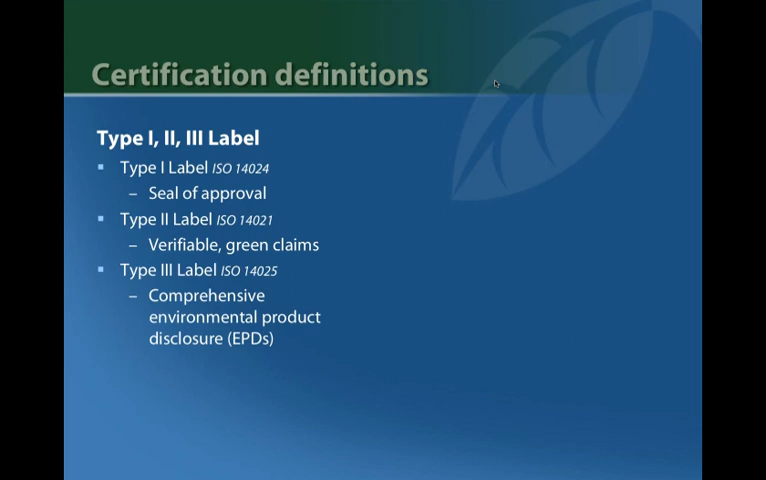 Certification definitions
Type I, II, III Label
▪ Type I Label ISO 14024
– Seal of approval
▪ Type II Label ISO 14021
– Verifiable, green claims
▪ Type III Label ISO 14025
– Comprehensive
environmental product
disclosure (EPDs)